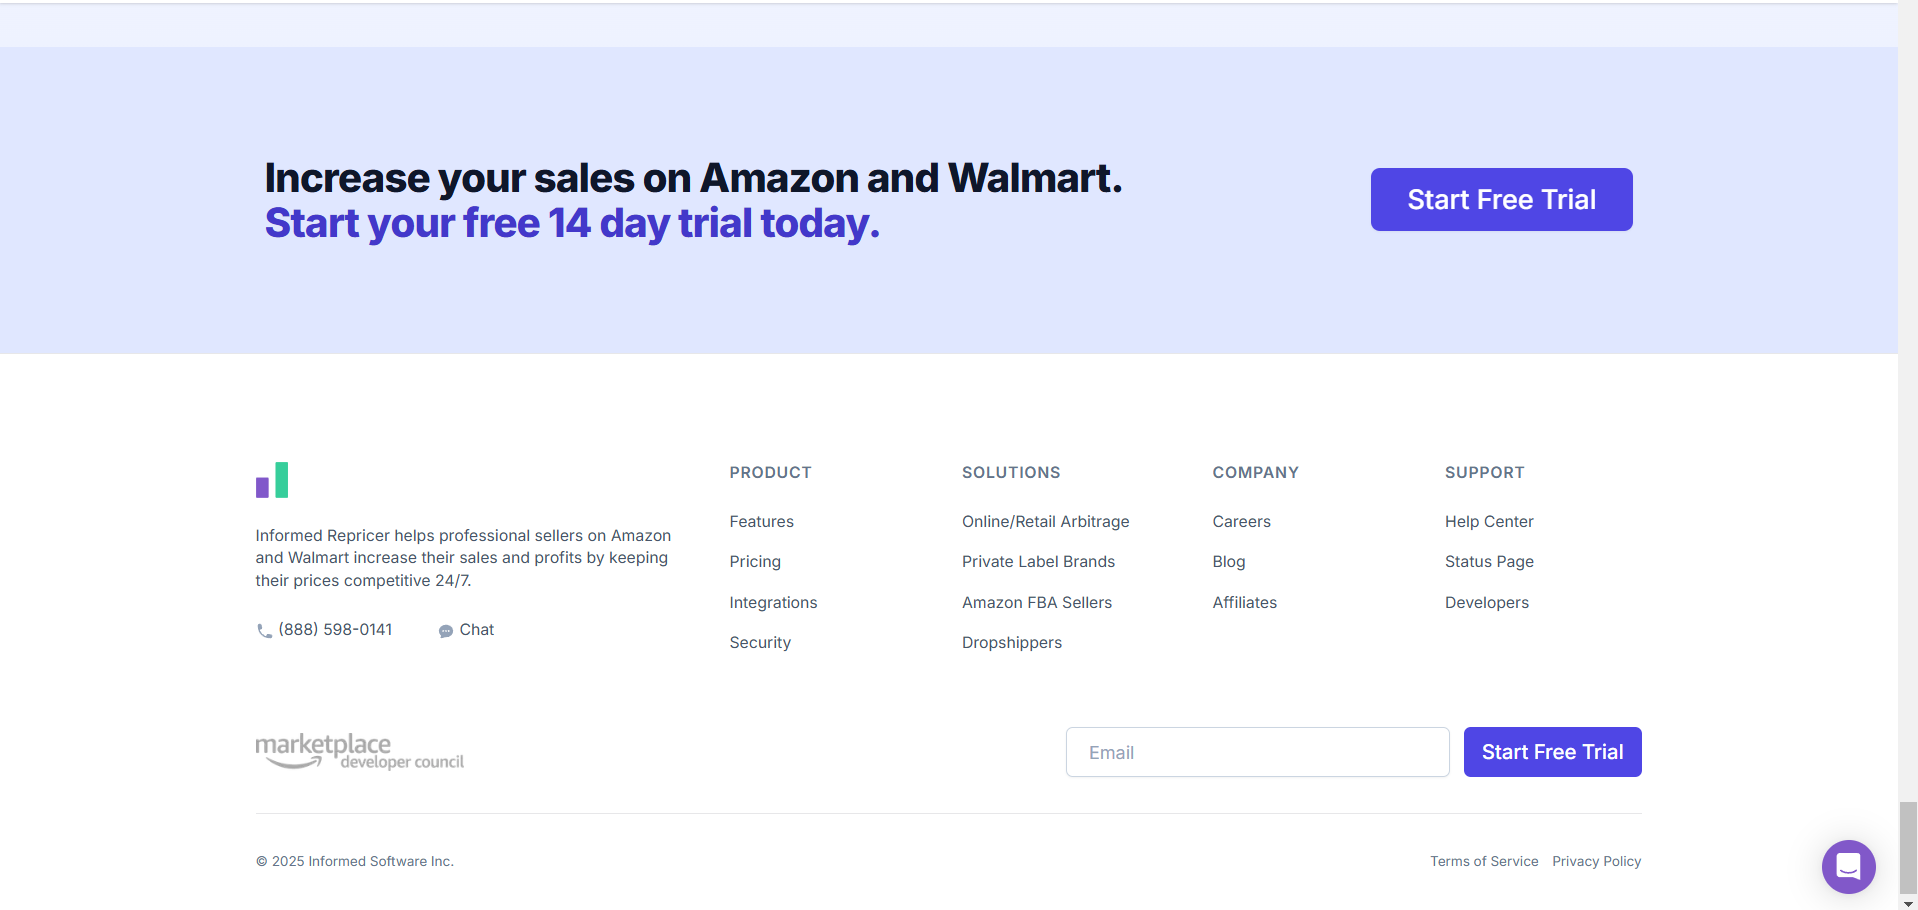 Increase your sales on Amazon and Walmart.
Start your free 14 day trial today.
Start Free Trial
Informed Repricer helps professional sellers on Amazon
and Walmart increase their sales and profits by keeping
their prices competitive 24/7.
(888) 598-0141
Chat
PRODUCT
Features
Pricing
Integrations
Security
SOLUTIONS
Online/Retail Arbitrage
Private Label Brands
Amazon FBA Sellers
Dropshippers
COMPANY
Careers
Blog
Affiliates
SUPPORT
Help Center
Status Page
Developers
marketplace
developer council
Email
Start Free Trial
© 2025 Informed Software Inc.
Terms of Service
Privacy Policy